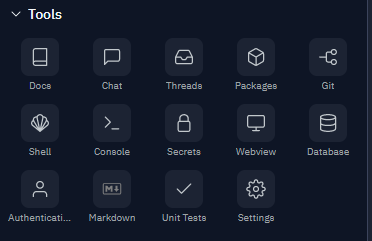 Tools
Docs Chat Threads Packages Git
Shell Console Secrets Webview Database
M↓
Authenticati... Markdown Unit Tests Settings